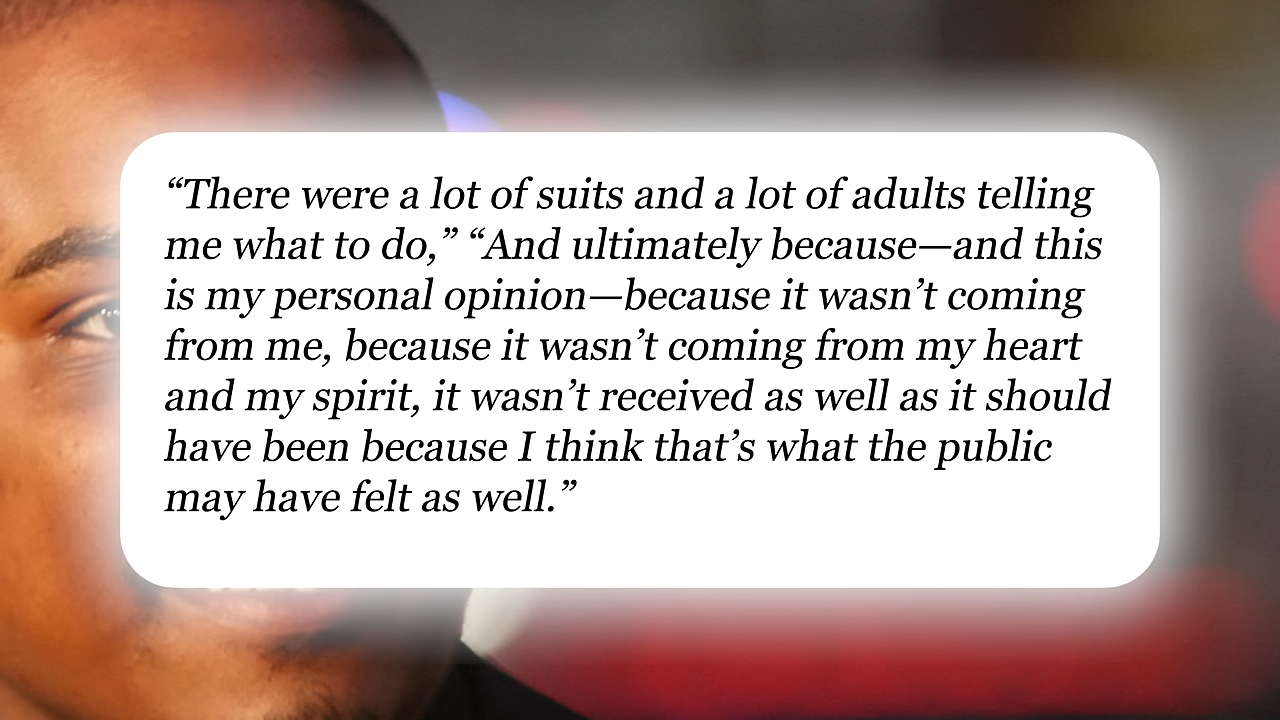 “There were a lot of suits and a lot of adults telling
me what to do,” “And ultimately because—and this
is my personal opinion—because it wasn’t coming
from me, because it wasn’t coming from my heart
and my spirit, it wasn’t received as well as it should
have been because I think that’s what the public
may have felt as well.”